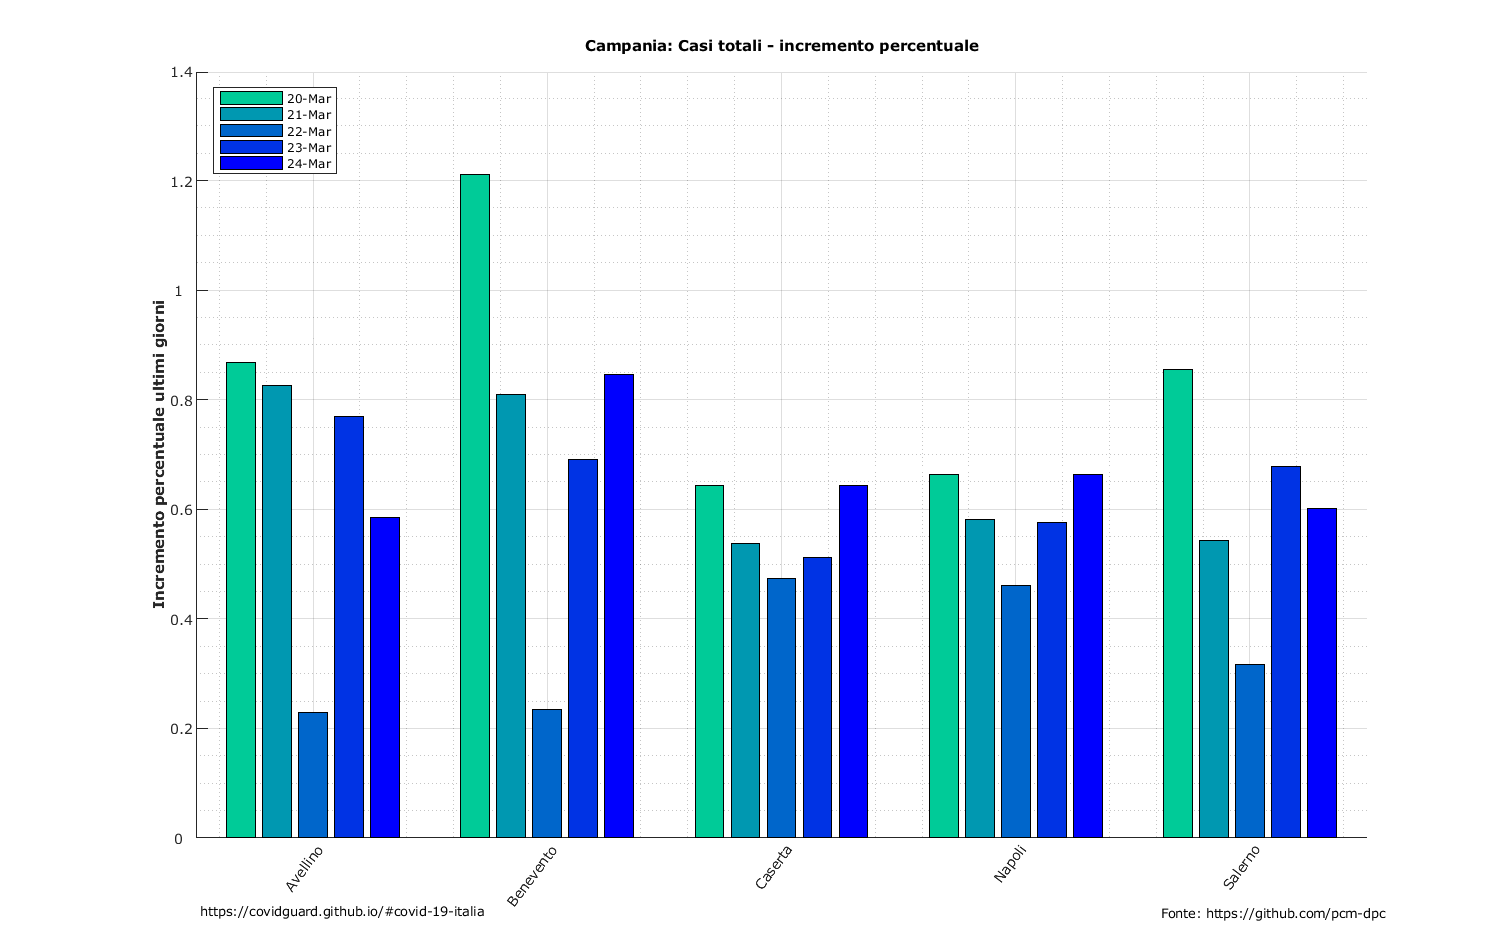 Campania: Casi totali - incremento percentuale
1.4
1.2
1
0.8
0.6
0.4
0.2
0
Incremento percentuale ultimi giorni
20-Mar
21-Mar
22-Mar
23-Mar
24-Mar
Avellino
Benevento
Caserta
Napoli
Salerno
https://covidguard.github.io/#covid-19-italia
Fonte: https://github.com/pcm-dpc